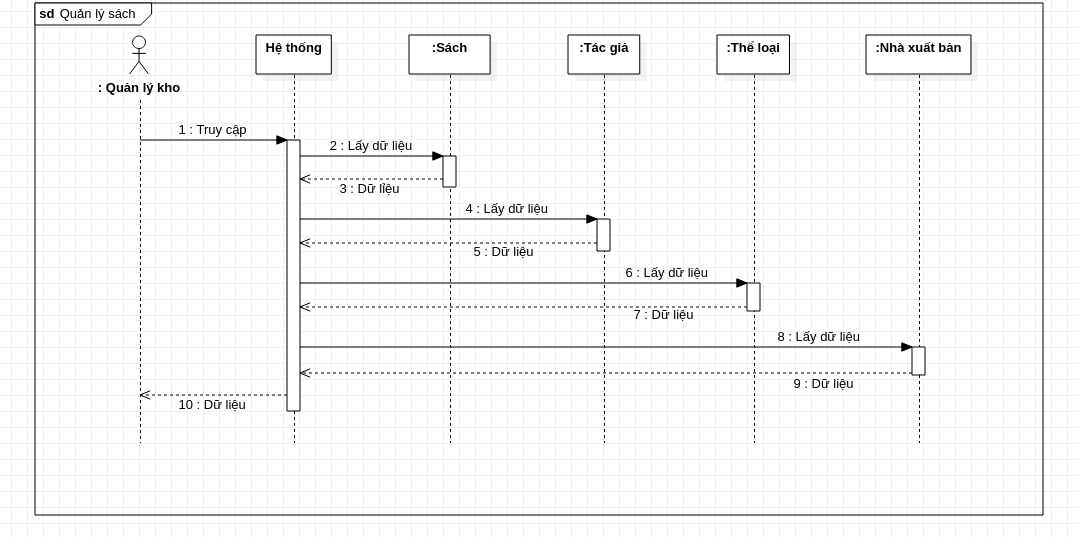 sd Quản lý sách
Hệ thống
:Sách
:Tác giả
:Thể loại
:Nhà xuất bản
: Quản lý kho
1 : Truy cập
2 : Lấy dữ liệu
3 : Dữ liệu
4 : Lấy dữ liệu
5 : Dữ liệu
6 : Lấy dữ liệu
7 : Dữ liệu
8 : Lấy dữ liệu
9 : Dữ liệu
10 : Dữ liệu